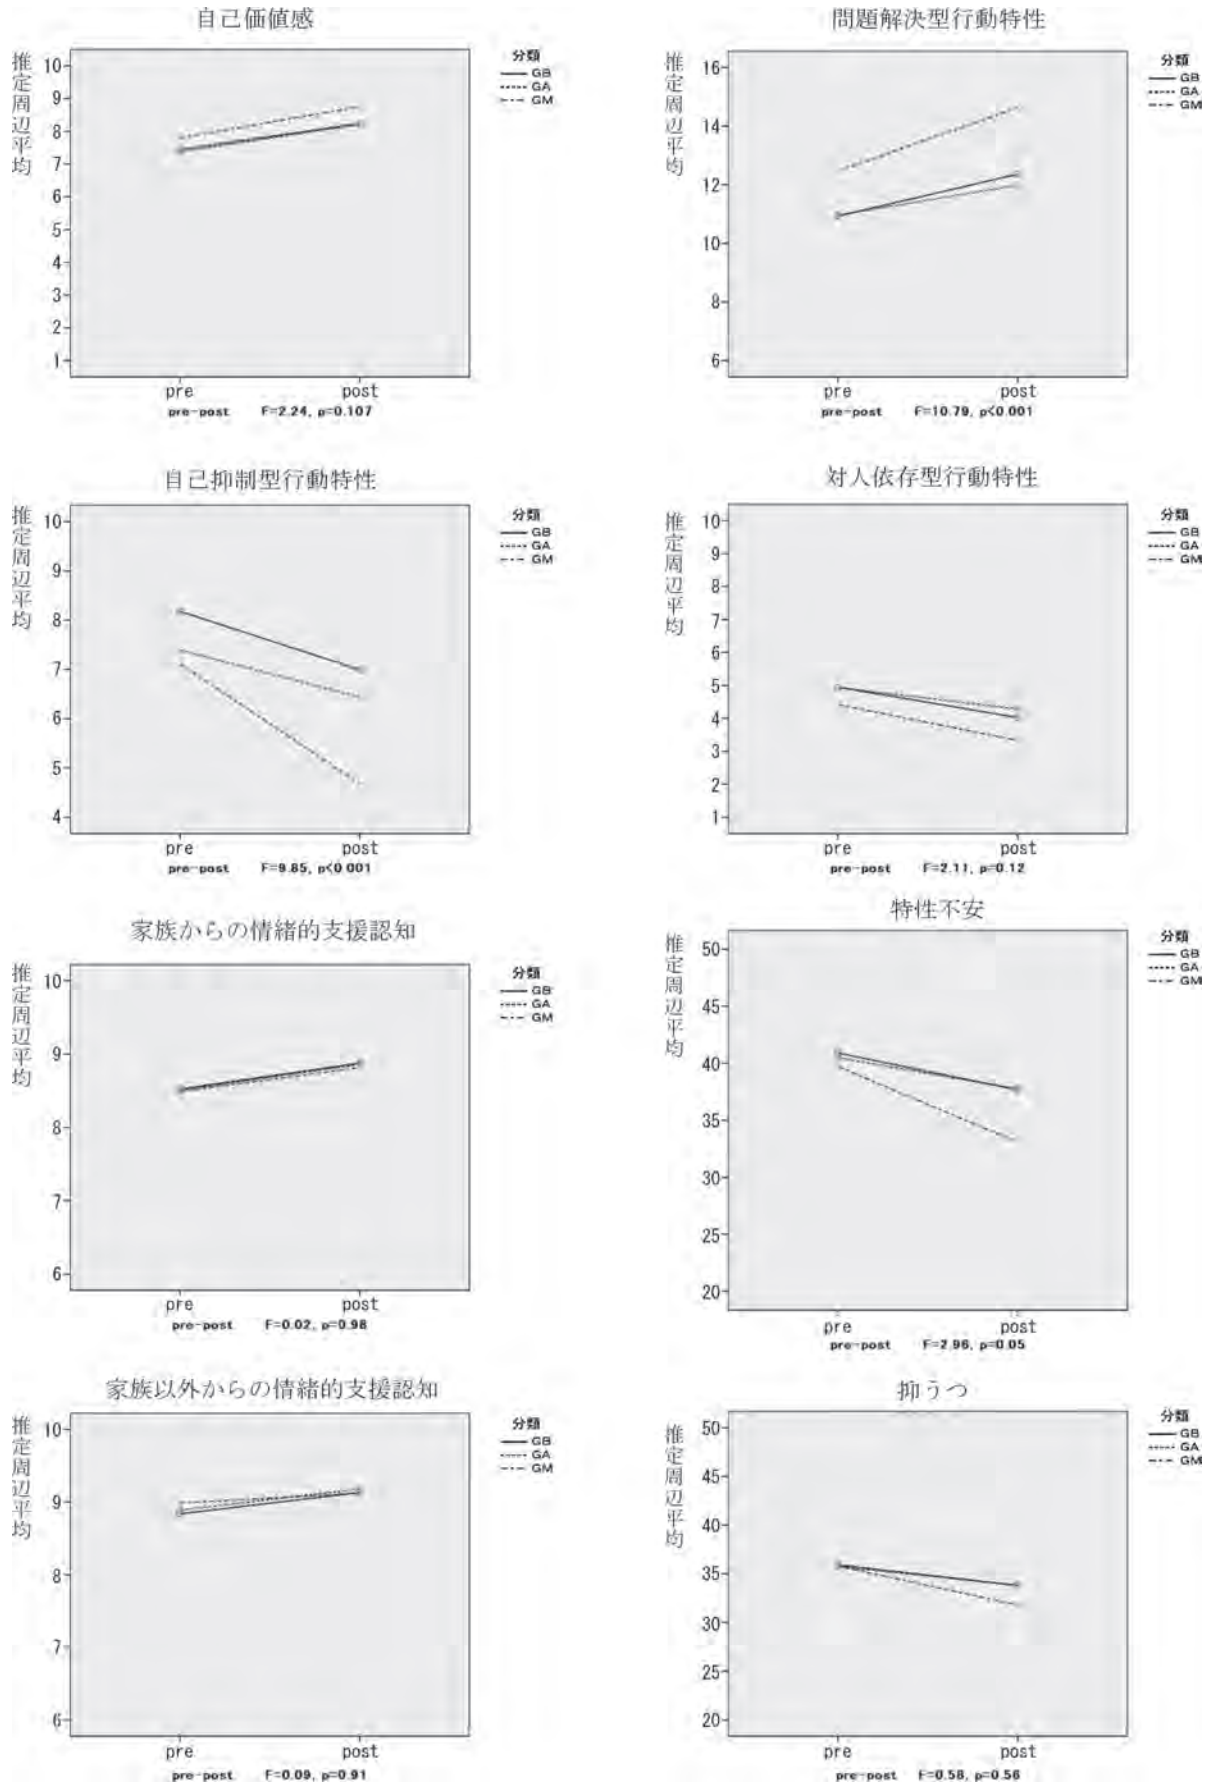 自己価値感
推定周辺平均
10
9
8
7
6
5
4
3
2
1
分類
GB
GA
GM
pre
post
pre-post F=2.24, p=0.107
問題解決型行動特性
推定周辺平均
16
14
12
10
8
6
分類
GB
GA
GM
pre
post
pre-post F=10.79, p<0.001
自己抑制型行動特性
推定周辺平均
10
9
8
7
6
5
4
分類
GB
GA
GM
pre
post
pre-post F=9.85, p<0.001
対人依存型行動特性
推定周辺平均
10
9
8
7
6
5
4
3
2
1
分類
GB
GA
GM
pre
post
pre-post F=2.11, p=0.12
家族からの情緒的支援認知
推定周辺平均
10
9
8
7
6
分類
GB
GA
GM
pre
post
pre-post F=0.02, p=0.98
特性不安
推定周辺平均
50
45
40
35
30
25
20
分類
GB
GA
GM
pre
post
pre-post F=2.96, p=0.05
家族以外からの情緒的支援認知
推定周辺平均
10
9
8
7
6
分類
GB
GA
GM
pre
post
pre-post F=0.09, p=0.91
抑うつ
推定周辺平均
50
45
40
35
30
25
20
分類
GB
GA
GM
pre
post
pre-post F=0.58, p=0.56